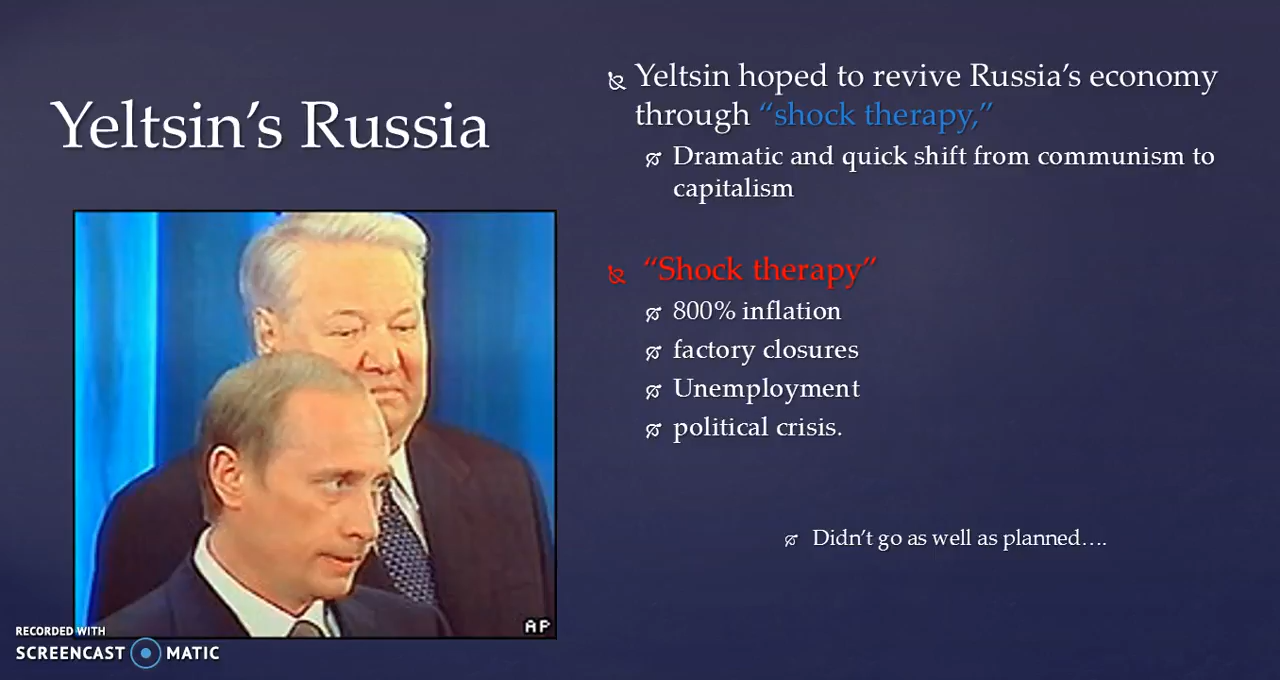 Yeltsin's Russia
Yeltsin hoped to revive Russia's economy
through “shock therapy,”
Dramatic and quick shift from communism to
capitalism
“Shock therapy”
800% inflation
factory closures
Unemployment
political crisis.
Didn't go as well as planned….
AP
RECORDED WITH
SCREENCAST MATIC